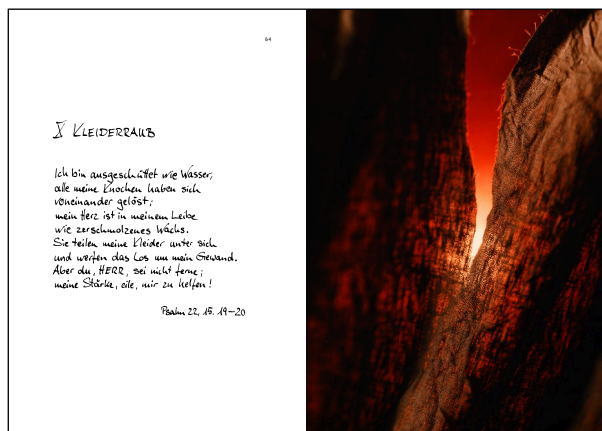 64
X KLEIDERRAUB
Ich bin ausgeschüttet wie Wasser,
alle meine Knochen haben sich
voneinander gelöst;
mein Herz ist in meinem Leibe
wie zerschmolzenes Wachs.
Sie teilen meine Kleider unter sich
und werfen das Los um mein Gewand.
Aber du, HERR, sei nicht ferne;
meine Stärke, eile, mir zu helfen!
Psalm 22, 15. 19–20